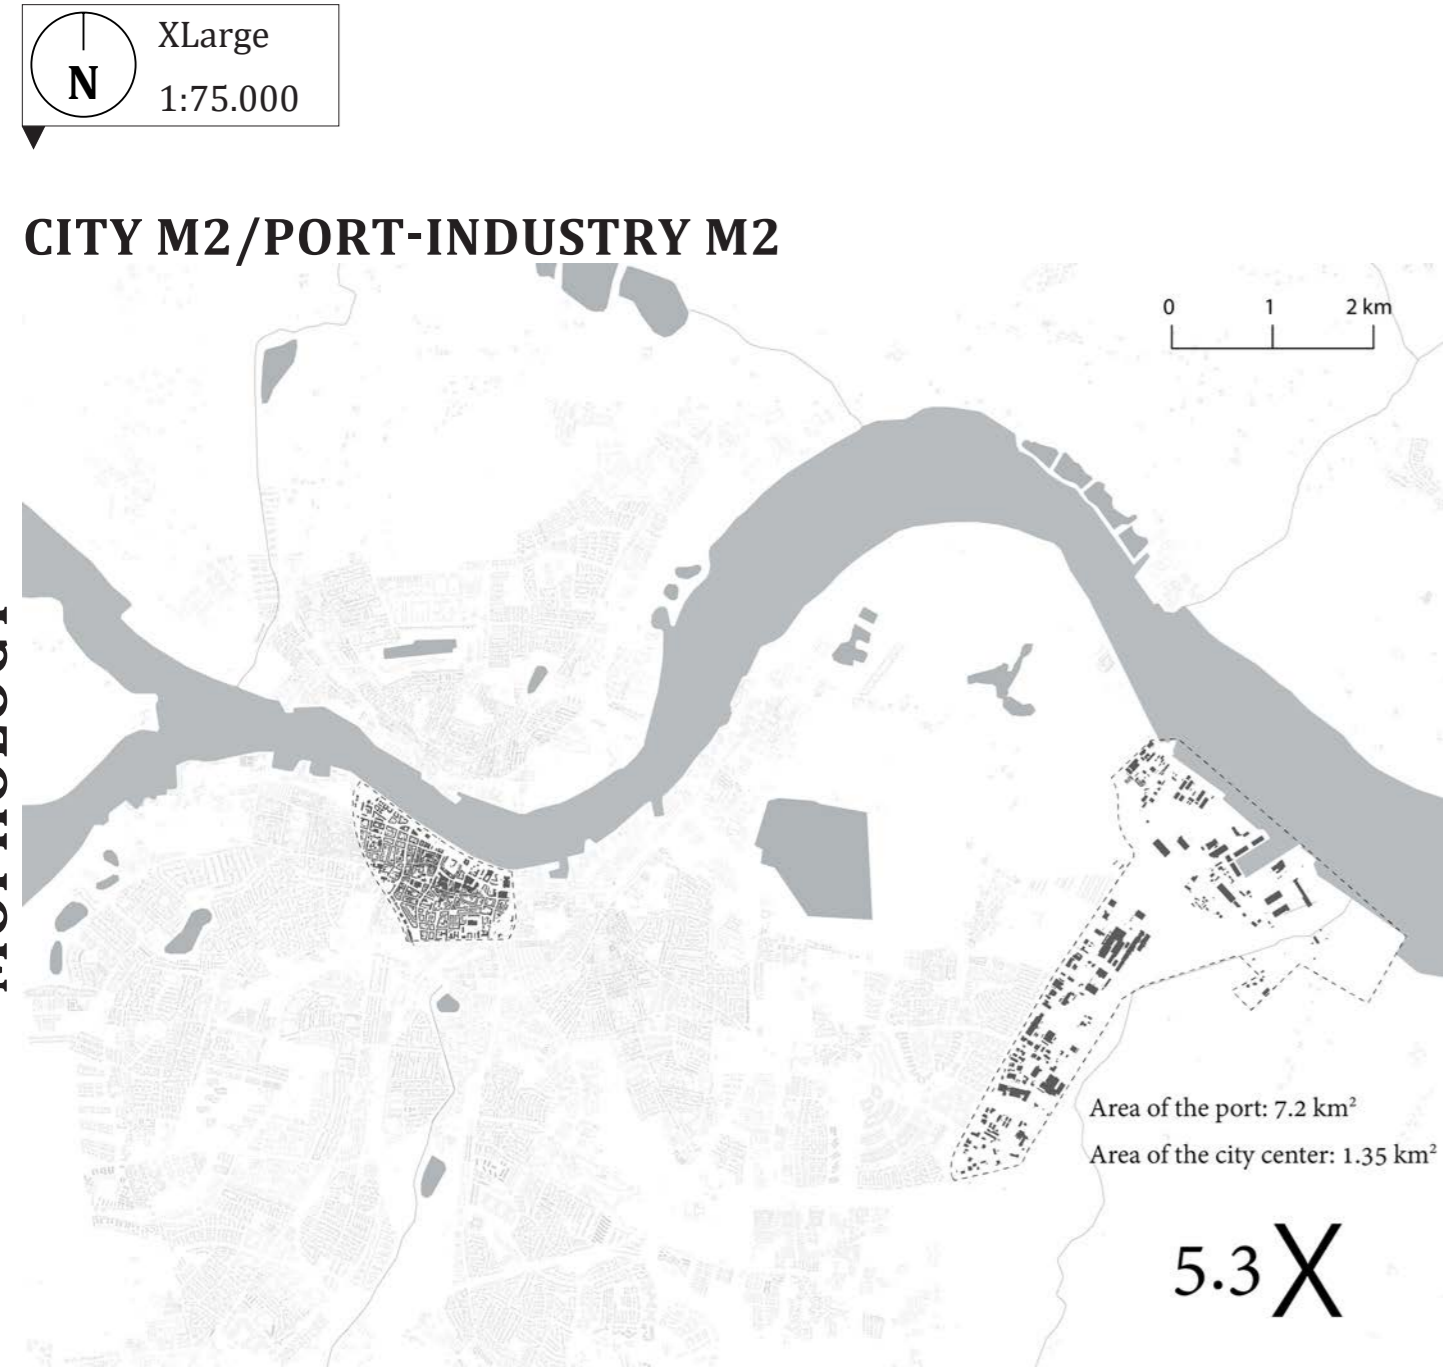 XLarge
N
1:75.000
CITY M2/PORT-INDUSTRY M2
0 1 2 km
Area of the port: 7.2 km²
Area of the city center: 1.35 km²
5.3 X